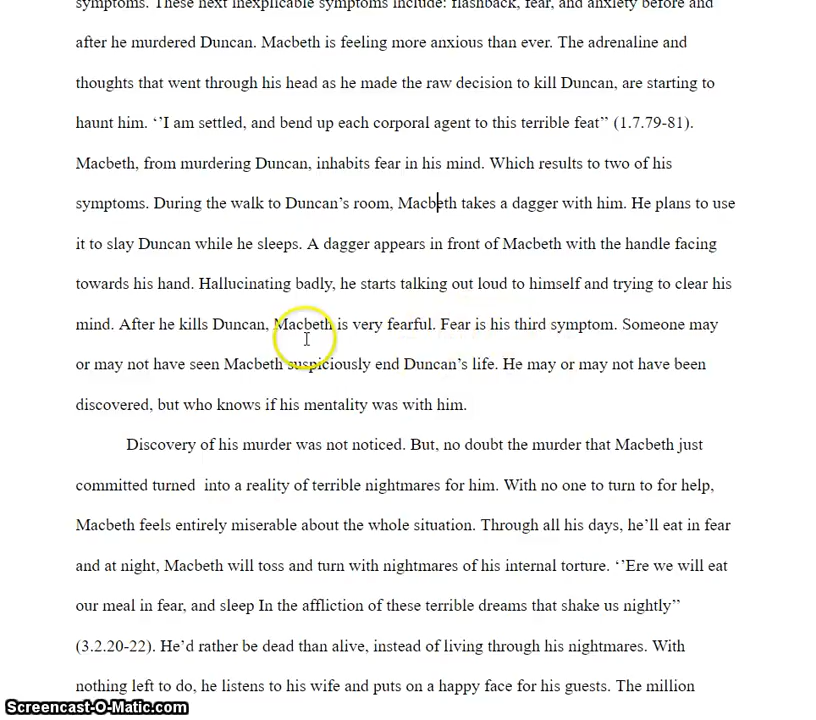 symptoms. These next inexplicable symptoms include: flashback, fear, and anxiety before and
after he murdered Duncan. Macbeth is feeling more anxious than ever. The adrenaline and
thoughts that went through his head as he made the raw decision to kill Duncan, are starting to
haunt him. ‘’I am settled, and bend up each corporal agent to this terrible feat’’ (1.7.79-81).
Macbeth, from murdering Duncan, inhabits fear in his mind. Which results to two of his
symptoms. During the walk to Duncan’s room, Macbeth takes a dagger with him. He plans to use
it to slay Duncan while he sleeps. A dagger appears in front of Macbeth with the handle facing
towards his hand. Hallucinating badly, he starts talking out loud to himself and trying to clear his
mind. After he kills Duncan, Macbeth is very fearful. Fear is his third symptom. Someone may
or may not have seen Macbeth suspiciously end Duncan’s life. He may or may not have been
discovered, but who knows if his mentality was with him.
Discovery of his murder was not noticed. But, no doubt the murder that Macbeth just
committed turned  into a reality of terrible nightmares for him. With no one to turn to for help,
Macbeth feels entirely miserable about the whole situation. Through all his days, he’ll eat in fear
and at night, Macbeth will toss and turn with nightmares of his internal torture. ‘’Ere we will eat
our meal in fear, and sleep In the affliction of these terrible dreams that shake us nightly’’
(3.2.20-22). He’d rather be dead than alive, instead of living through his nightmares. With
nothing left to do, he listens to his wife and puts on a happy face for his guests. The million
Screencast-O-Matic.com